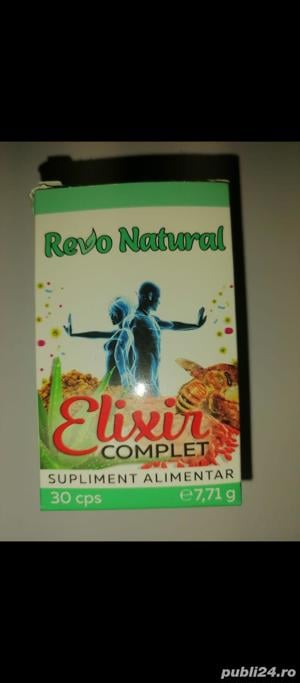 Revo Natural
Elixir
COMPLET
SUPLIMENT ALIMENTAR
30 cps ℮7,71 g
publi24.ro